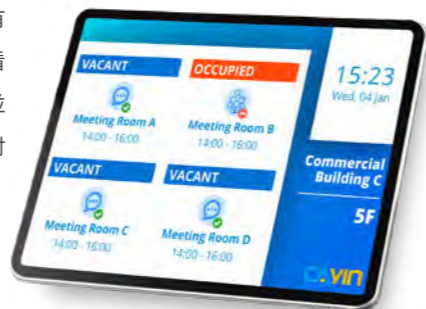 VACANT
Meeting Room A
14:00 - 16:00
OCCUPIED
Meeting Room B
14:00 - 16:00
VACANT
Meeting Room C
14:00 - 16:00
VACANT
Meeting Room D
14:00 - 16:00
15:23
Wed, 04 Jan
Commercial
Building C
5F
CAYIN